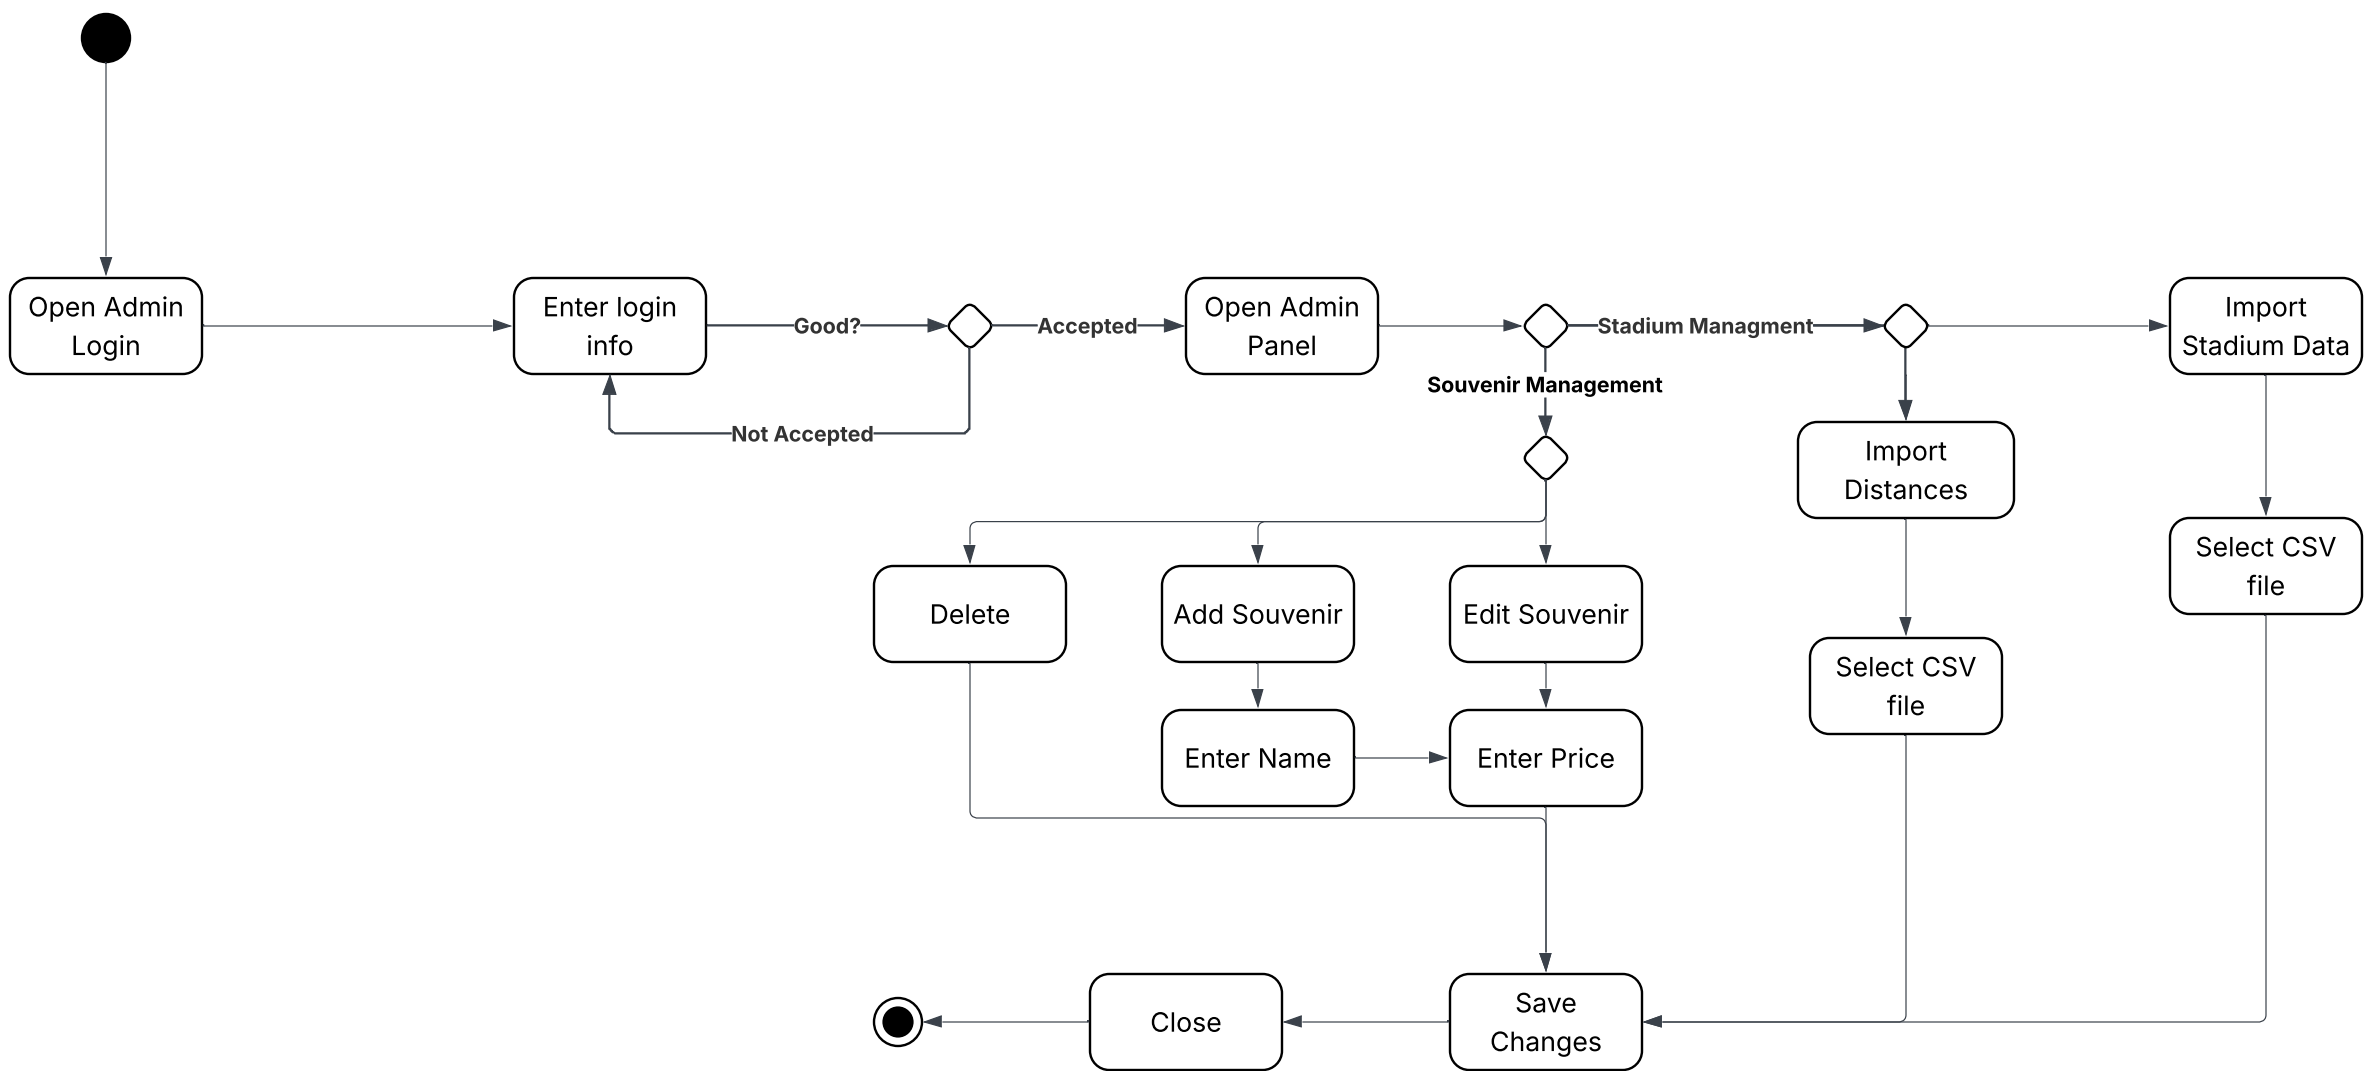 Open Admin
Login
Enter login
info
Good?
Accepted
Not Accepted
Open Admin
Panel
Stadium Managment
Souvenir Management
Import
Stadium Data
Import
Distances
Select CSV
file
Select CSV
file
Delete
Add Souvenir
Edit Souvenir
Enter Name
Enter Price
Save
Changes
Close